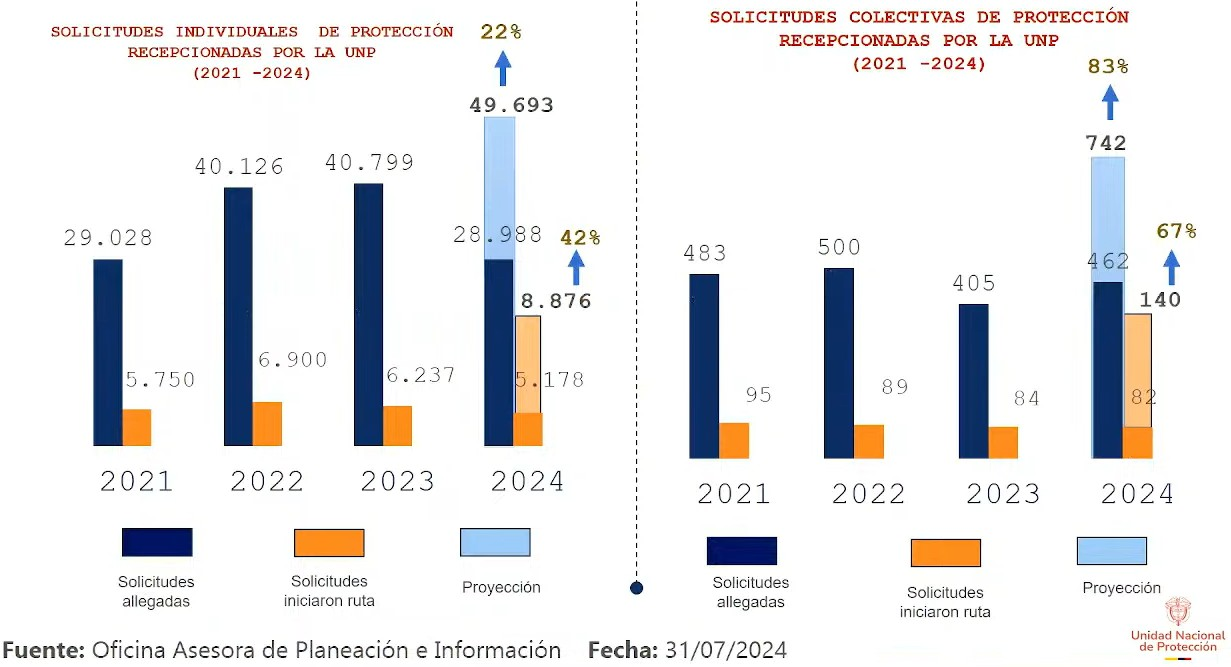 SOLICITUDES INDIVIDUALES DE PROTECCIÓN
RECEPCIONADAS POR LA UNP
(2021 -2024)
22%
49.693
40.126
40.799
29.028
28.988
42%
8.876
5.750
6.900
6.237
5.178
2021
2022
2023
2024
Solicitudes
allegadas
Solicitudes
iniciaron ruta
Proyección
SOLICITUDES COLECTIVAS DE PROTECCIÓN
RECEPCIONADAS POR LA UNP
(2021 -2024)
83%
742
483
500
405
462
67%
140
95
89
84
82
2021
2022
2023
2024
Solicitudes
allegadas
Solicitudes
iniciaron ruta
Proyección
Fuente: Oficina Asesora de Planeación e Información Fecha: 31/07/2024
Unidad Nacional
de Protección